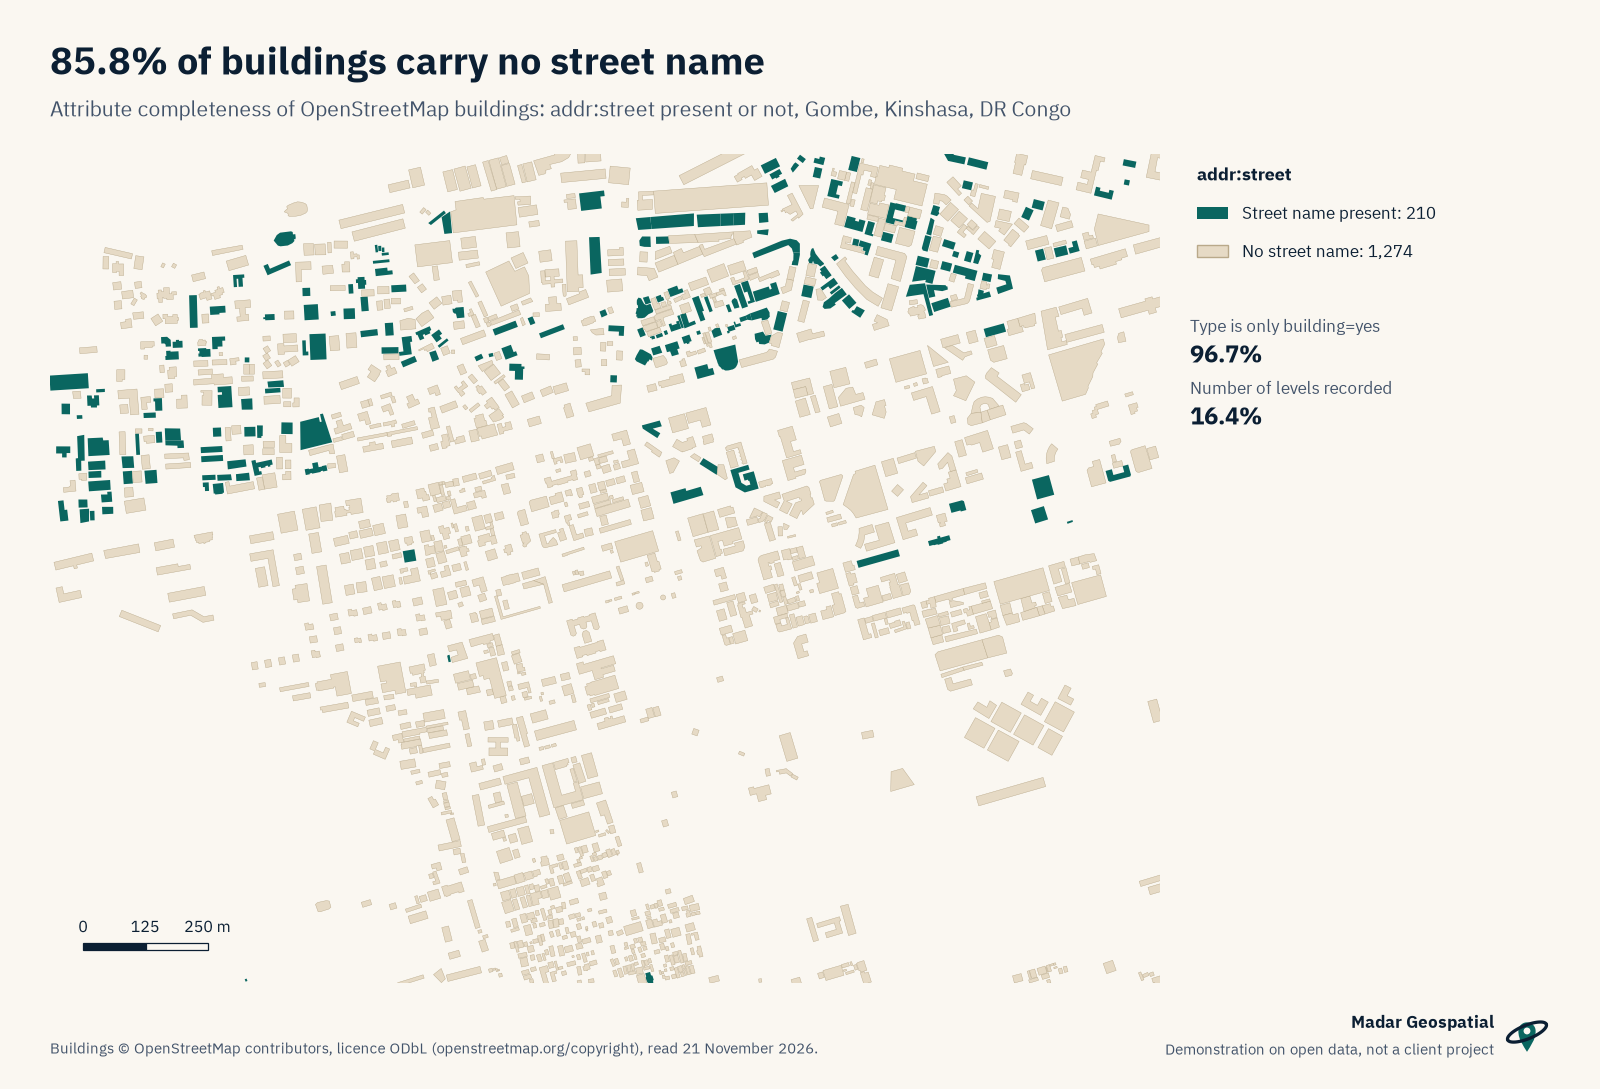 85.8% of buildings carry no street name
Attribute completeness of OpenStreetMap buildings: addr:street present or not, Gombe, Kinshasa, DR Congo
addr:street
Street name present: 210
No street name: 1,274
Type is only building=yes
96.7%
Number of levels recorded
16.4%
0 125 250 m
Madar Geospatial
Buildings © OpenStreetMap contributors, licence ODbL (openstreetmap.org/copyright), read 21 November 2026.
Demonstration on open data, not a client project